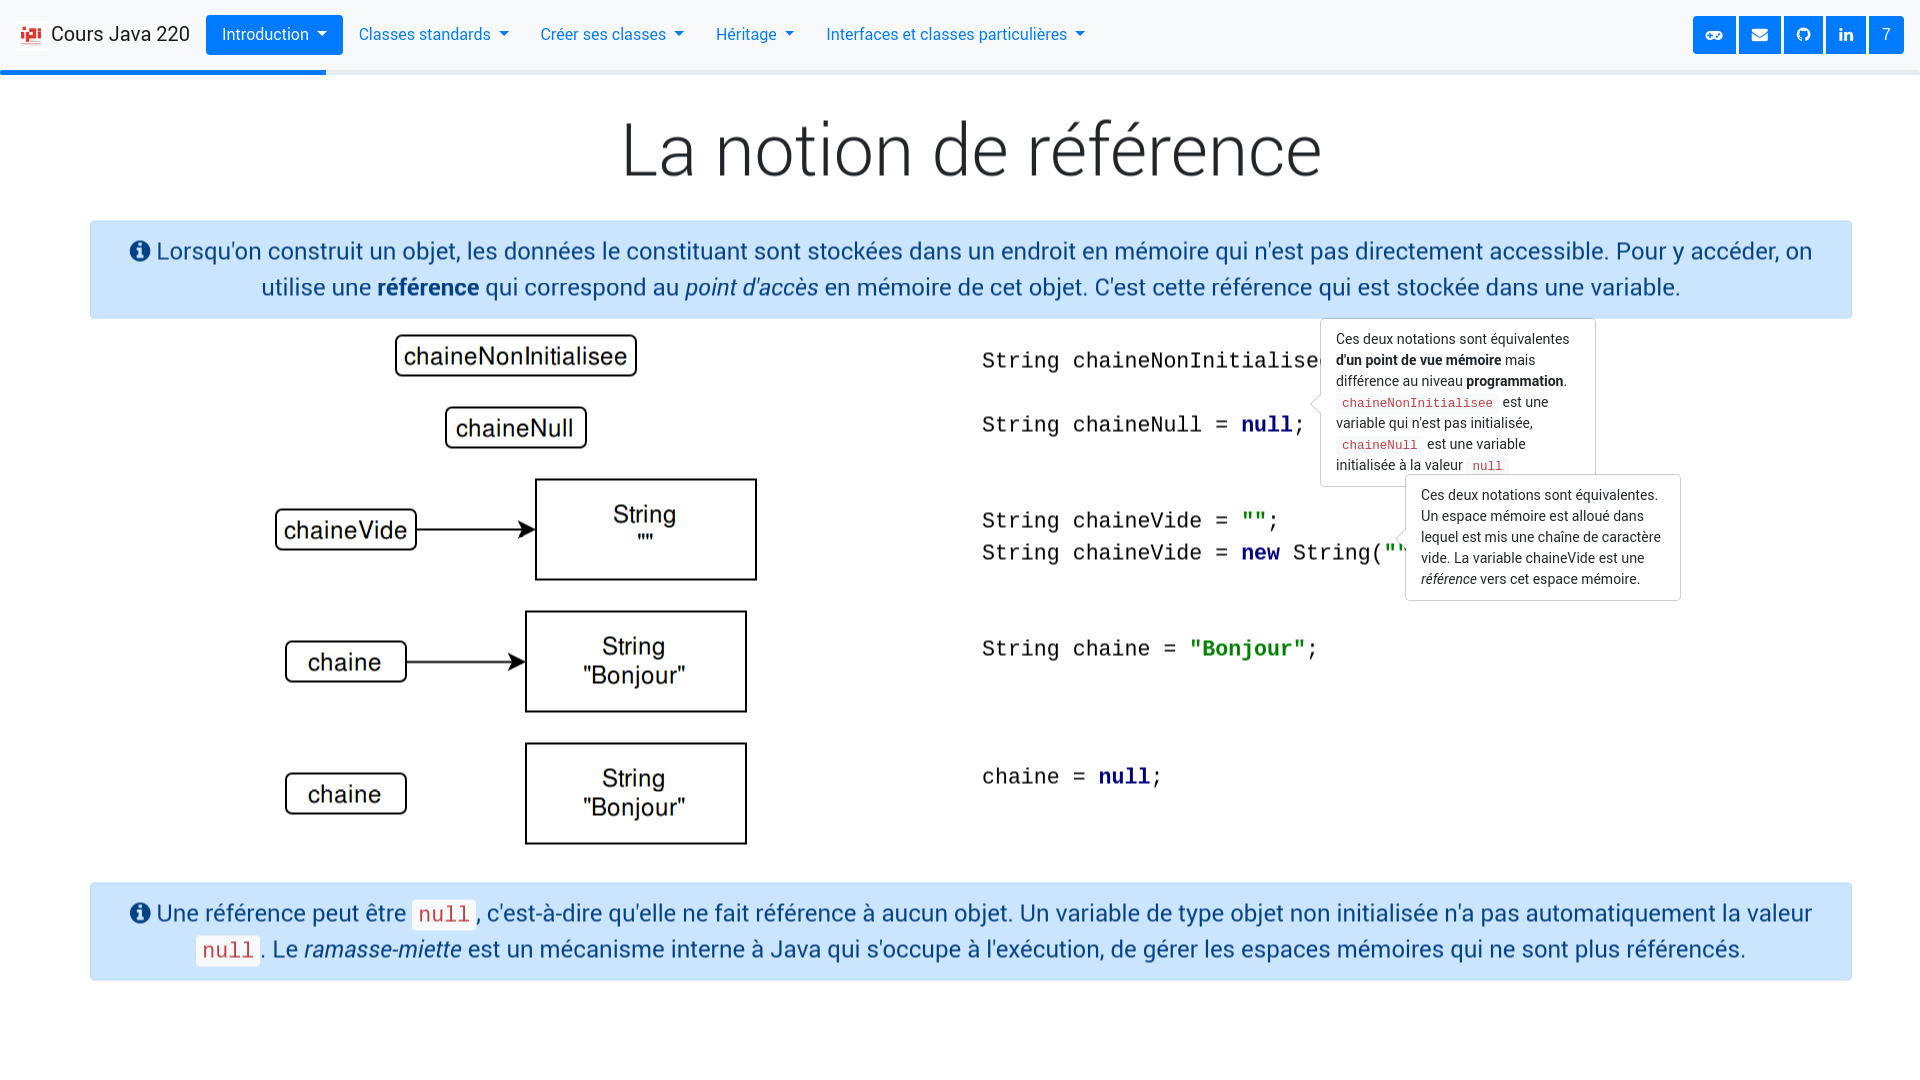 Cours Java 220
Introduction
Classes standards
Créer ses classes
Héritage
Interfaces et classes particulières
7
La notion de référence
Lorsqu'on construit un objet, les données le constituant sont stockées dans un endroit en mémoire qui n'est pas directement accessible. Pour y accéder, on
utilise une référence qui correspond au point d'accès en mémoire de cet objet. C'est cette référence qui est stockée dans une variable.
chaineNonInitialisee
chaineNull
chaineVide
String
""
chaine
String
"Bonjour"
chaine
String
"Bonjour"
String chaineNonInitialise
String chaineNull = null;
String chaineVide = "";
String chaineVide = new String(""
String chaine = "Bonjour";
chaine = null;
Ces deux notations sont équivalentes
d'un point de vue mémoire mais
différence au niveau programmation.
chaineNonInitialisee est une
variable qui n'est pas initialisée,
chaineNull est une variable
initialisée à la valeur null
Ces deux notations sont équivalentes.
Un espace mémoire est alloué dans
lequel est mis une chaîne de caractère
vide. La variable chaineVide est une
référence vers cet espace mémoire.
Une référence peut être null, c'est-à-dire qu'elle ne fait référence à aucun objet. Un variable de type objet non initialisée n'a pas automatiquement la valeur
null. Le ramasse-miette est un mécanisme interne à Java qui s'occupe à l'exécution, de gérer les espaces mémoires qui ne sont plus référencés.